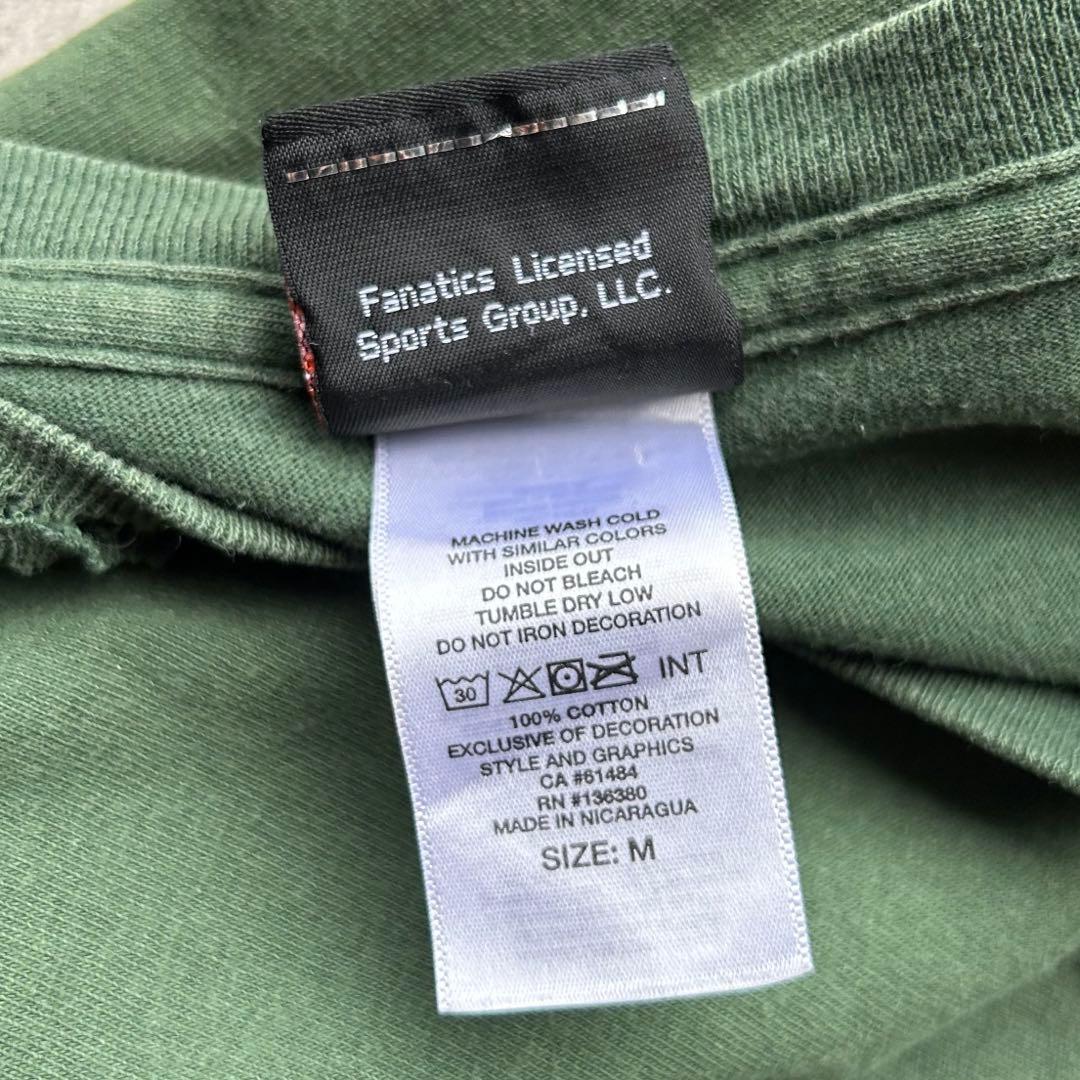 Fanatics Licensed
Sports Group, LLC.
MACHINE WASH COLD
WITH SIMILAR COLORS
INSIDE OUT
DO NOT BLEACH
TUMBLE DRY LOW
DO NOT IRON DECORATION
30 INT
100% COTTON
EXCLUSIVE OF DECORATION
STYLE AND GRAPHICS
CA #61484
RN #136380
MADE IN NICARAGUA
SIZE: M